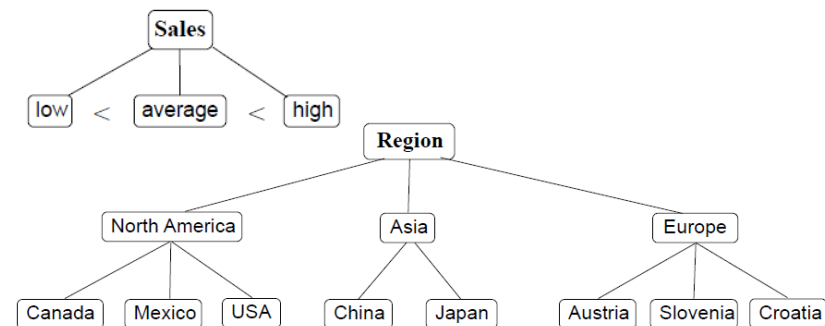 Sales
low < average < high
Region
North America Asia Europe
Canada Mexico USA China Japan Austria Slovenia Croatia